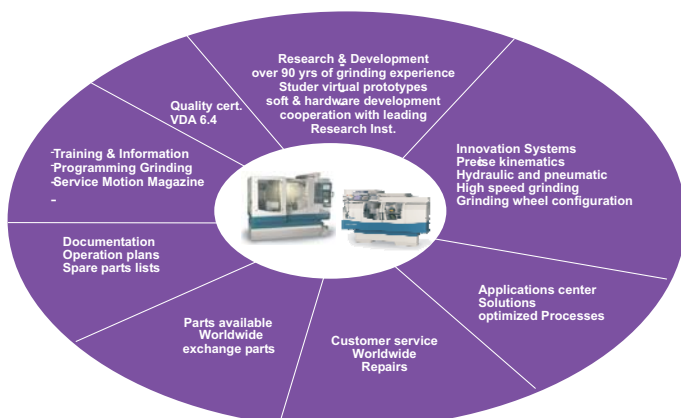 Research & Development
over 90 yrs of grinding experience
Studer virtual prototypes
soft & hardware development
cooperation with leading
Research Inst.
Quality cert.
VDA 6.4
-Training & Information
-Programming Grinding
-Service Motion Magazine
-
Innovation Systems
Precise kinematics
Hydraulic and pneumatic
High speed grinding
Grinding wheel configuration
Documentation
Operation plans
Spare parts lists
Applications center
Solutions
optimized Processes
Parts available
Worldwide
exchange parts
Customer service
Worldwide
Repairs